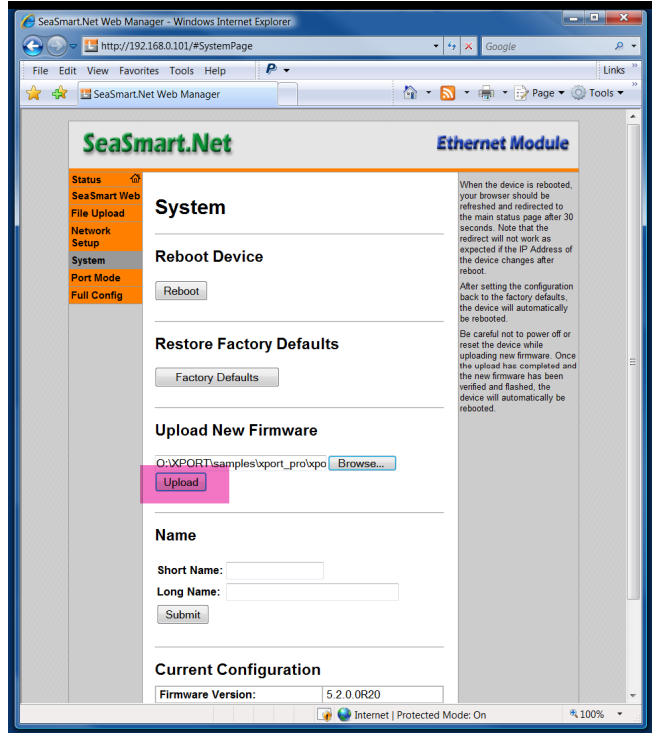 SeaSmart.Net Web Manager - Windows Internet Explorer
http://192.168.0.101/#SystemPage
Google
File Edit View Favorites Tools Help
Links
SeaSmart.Net Web Manager
Page
Tools
SeaSmart.Net
Ethernet Module
Status
SeaSmart Web
File Upload
Network
Setup
System
Port Mode
Full Config
System
Reboot Device
Reboot
Restore Factory Defaults
Factory Defaults
Upload New Firmware
O:\XPORT\samples\xport_pro\xpo
Browse...
Upload
Name
Short Name:
Long Name:
Submit
Current Configuration
Firmware Version:
5.2.0.0R20
When the device is rebooted,
your browser should be
refreshed and redirected to
the main status page after 30
seconds. Note that the
redirect will not work as
expected if the IP Address of
the device changes after
reboot.
After setting the configuration
back to the factory defaults,
the device will automatically
be rebooted.
Be careful not to power off or
reset the device while
uploading new firmware. Once
the upload has completed and
the new firmware has been
verified and flashed, the
device will automatically be
rebooted.
Internet | Protected Mode: On
100%